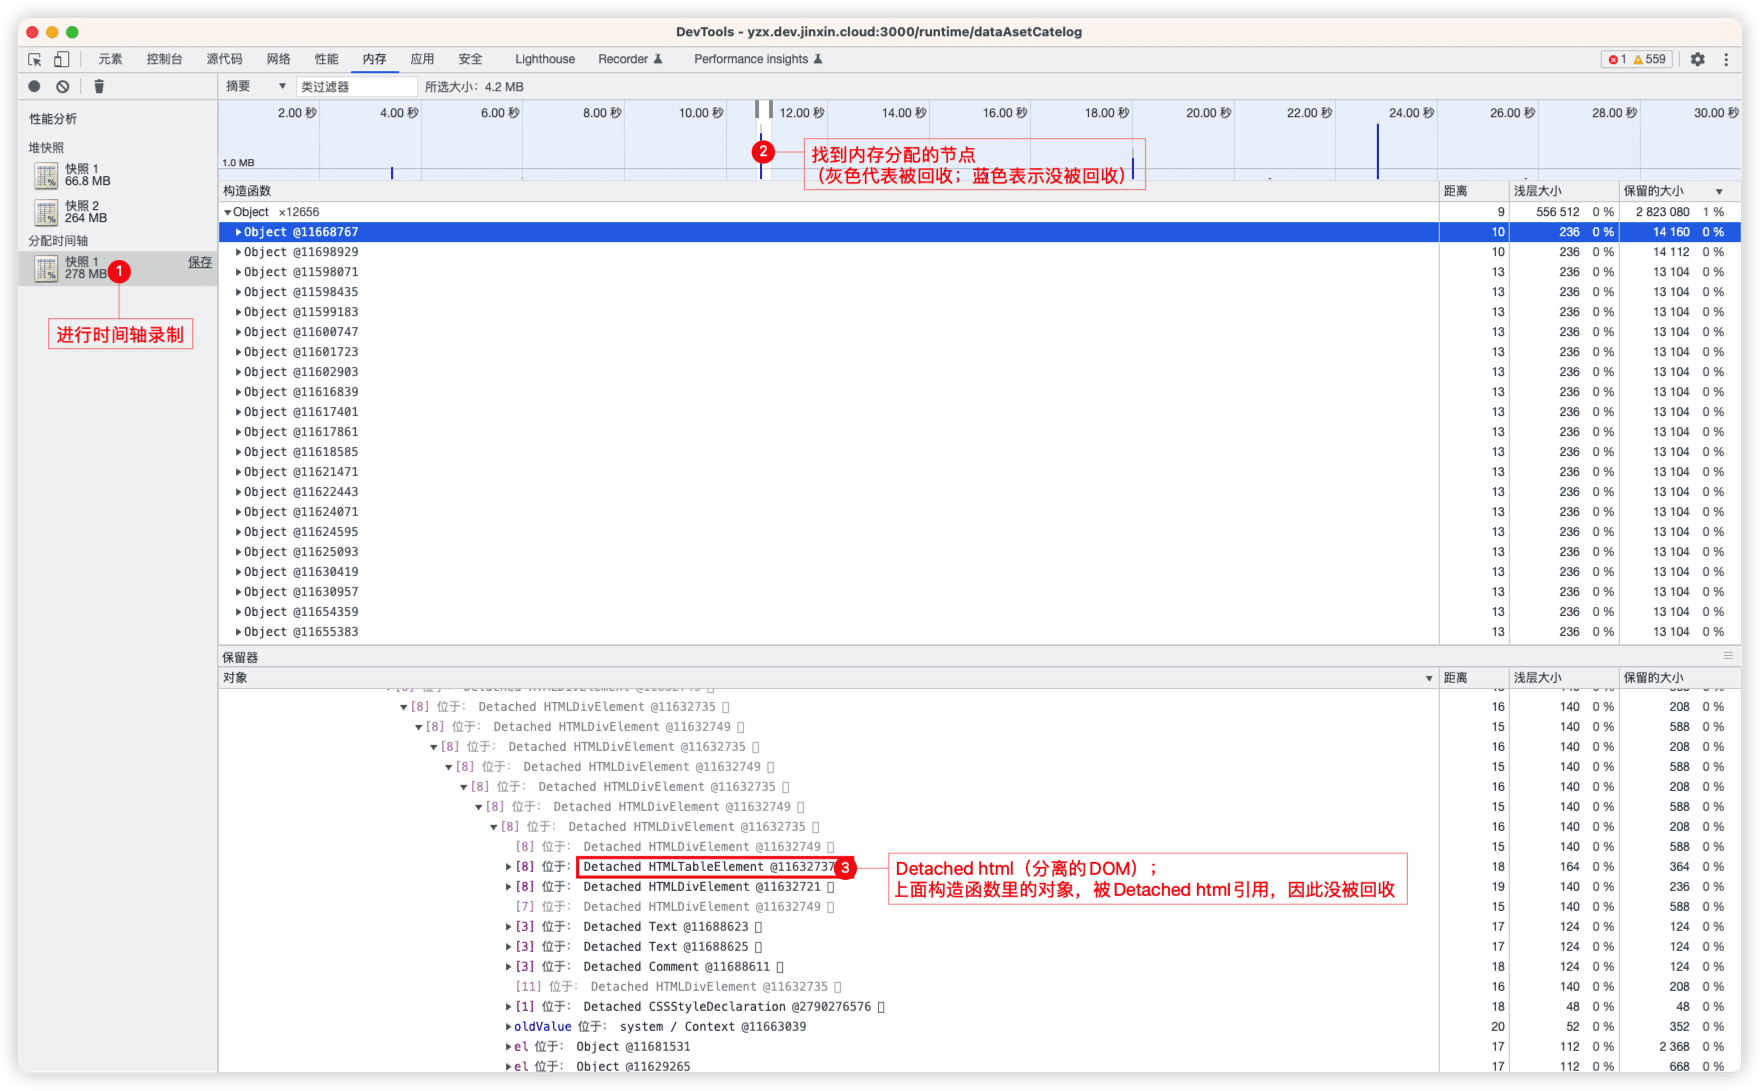 DevTools - yzx.dev.jinxin.cloud:3000/runtime/dataAsetCatelog
元素 控制台 源代码 网络 性能 内存 应用 安全 Lighthouse Recorder Performance insights 1 559
摘要 类过滤器 所选大小：4.2 MB
性能分析
堆快照
快照 1
66.8 MB
快照 2
264 MB
分配时间轴
快照 1
278 MB
保存
1
进行时间轴录制
2.00 秒 4.00 秒 6.00 秒 8.00 秒 10.00 秒 12.00 秒 14.00 秒 16.00 秒 18.00 秒 20.00 秒 22.00 秒 24.00 秒 26.00 秒 28.00 秒 30.00 秒
1.0 MB
2
找到内存分配的节点
（灰色代表被回收；蓝色表示没被回收）
构造函数 距离 浅层大小 保留的大小
Object ×12656 9 556 512 0 % 2 823 080 1 %
Object @11668767 10 236 0 % 14 160 0 %
Object @11698929 10 236 0 % 14 112 0 %
Object @11598071 13 236 0 % 13 104 0 %
Object @11598435 13 236 0 % 13 104 0 %
Object @11599183 13 236 0 % 13 104 0 %
Object @11600747 13 236 0 % 13 104 0 %
Object @11601723 13 236 0 % 13 104 0 %
Object @11602903 13 236 0 % 13 104 0 %
Object @11616839 13 236 0 % 13 104 0 %
Object @11617401 13 236 0 % 13 104 0 %
Object @11617861 13 236 0 % 13 104 0 %
Object @11618585 13 236 0 % 13 104 0 %
Object @11621471 13 236 0 % 13 104 0 %
Object @11622443 13 236 0 % 13 104 0 %
Object @11624071 13 236 0 % 13 104 0 %
Object @11624595 13 236 0 % 13 104 0 %
Object @11625093 13 236 0 % 13 104 0 %
Object @11630419 13 236 0 % 13 104 0 %
Object @11630957 13 236 0 % 13 104 0 %
Object @11654359 13 236 0 % 13 104 0 %
Object @11655383 13 236 0 % 13 104 0 %
保留器
对象 距离 浅层大小 保留的大小
[8] 位于： Detached HTMLDivElement @11632735 16 140 0 % 208 0 %
[8] 位于： Detached HTMLDivElement @11632749 15 140 0 % 588 0 %
[8] 位于： Detached HTMLDivElement @11632735 16 140 0 % 208 0 %
[8] 位于： Detached HTMLDivElement @11632749 15 140 0 % 588 0 %
[8] 位于： Detached HTMLDivElement @11632735 16 140 0 % 208 0 %
[8] 位于： Detached HTMLDivElement @11632749 15 140 0 % 588 0 %
[8] 位于： Detached HTMLDivElement @11632735 16 140 0 % 208 0 %
[8] 位于： Detached HTMLDivElement @11632749 15 140 0 % 588 0 %
[8] 位于： Detached HTMLTableElement @11632737 18 164 0 % 364 0 %
3
Detached html（分离的DOM）；
上面构造函数里的对象，被Detached html引用，因此没被回收
[8] 位于： Detached HTMLDivElement @11632721 19 140 0 % 236 0 %
[7] 位于： Detached HTMLDivElement @11632749 15 140 0 % 588 0 %
[3] 位于： Detached Text @11688623 17 124 0 % 124 0 %
[3] 位于： Detached Text @11688625 17 124 0 % 124 0 %
[3] 位于： Detached Comment @11688611 18 124 0 % 124 0 %
[11] 位于： Detached HTMLDivElement @11632735 16 140 0 % 208 0 %
[1] 位于： Detached CSSStyleDeclaration @2790276576 18 48 0 % 48 0 %
oldValue 位于： system / Context @11663039 20 52 0 % 352 0 %
el 位于： Object @11681531 17 112 0 % 2 368 0 %
el 位于： Object @11629265 17 112 0 % 668 0 %